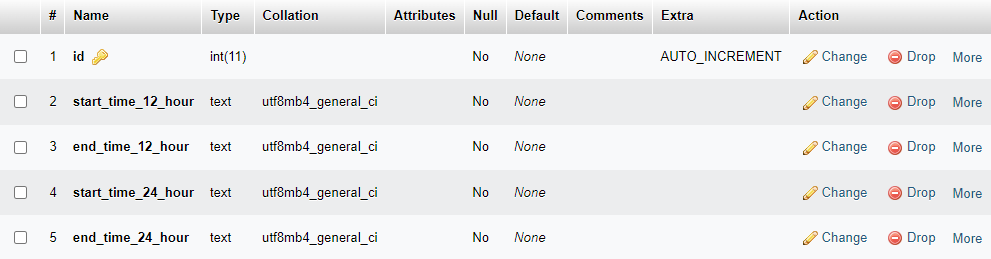 # Name Type Collation Attributes Null Default Comments Extra Action
1 id int(11) No None AUTO_INCREMENT Change Drop More
2 start_time_12_hour text utf8mb4_general_ci No None Change Drop More
3 end_time_12_hour text utf8mb4_general_ci No None Change Drop More
4 start_time_24_hour text utf8mb4_general_ci No None Change Drop More
5 end_time_24_hour text utf8mb4_general_ci No None Change Drop More